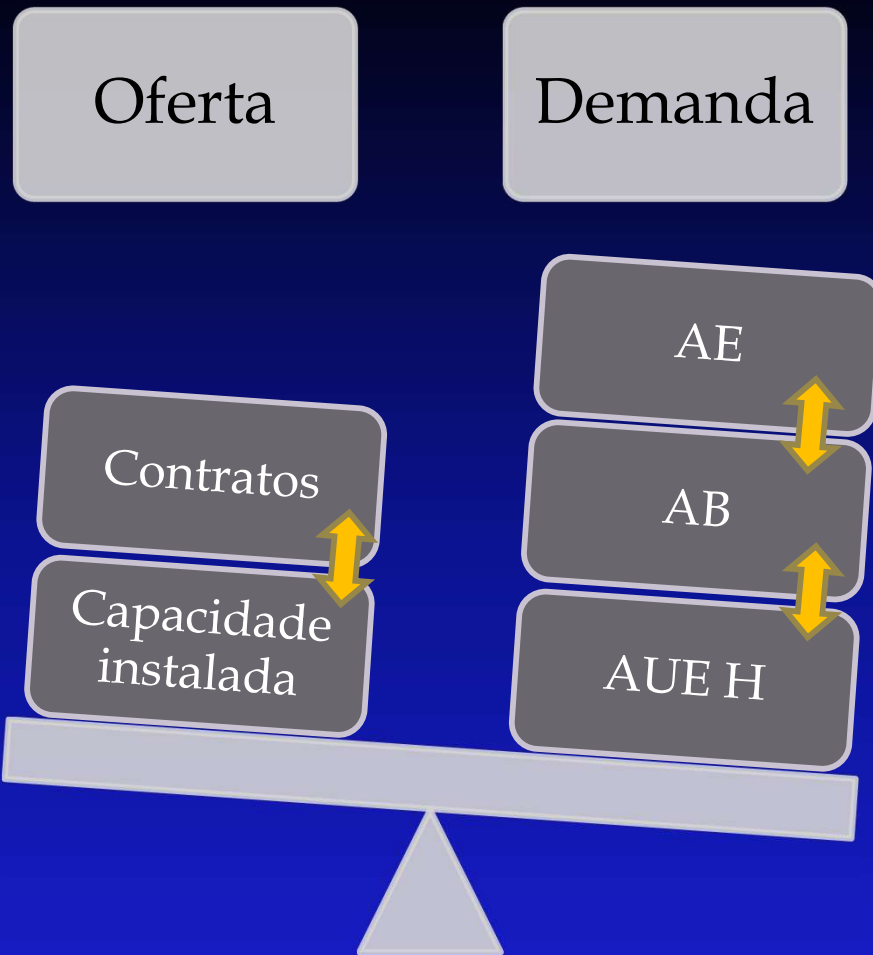 Oferta
Demanda
AE
Contratos
AB
Capacidade
instalada
AUE H